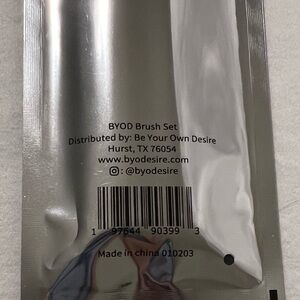 BYOD Brush Set
Distributed by: Be Your Own Desire
Hurst, TX 76054
www.byodesire.com
: @byodesire
1 97644 90399 3
Made in china 010203